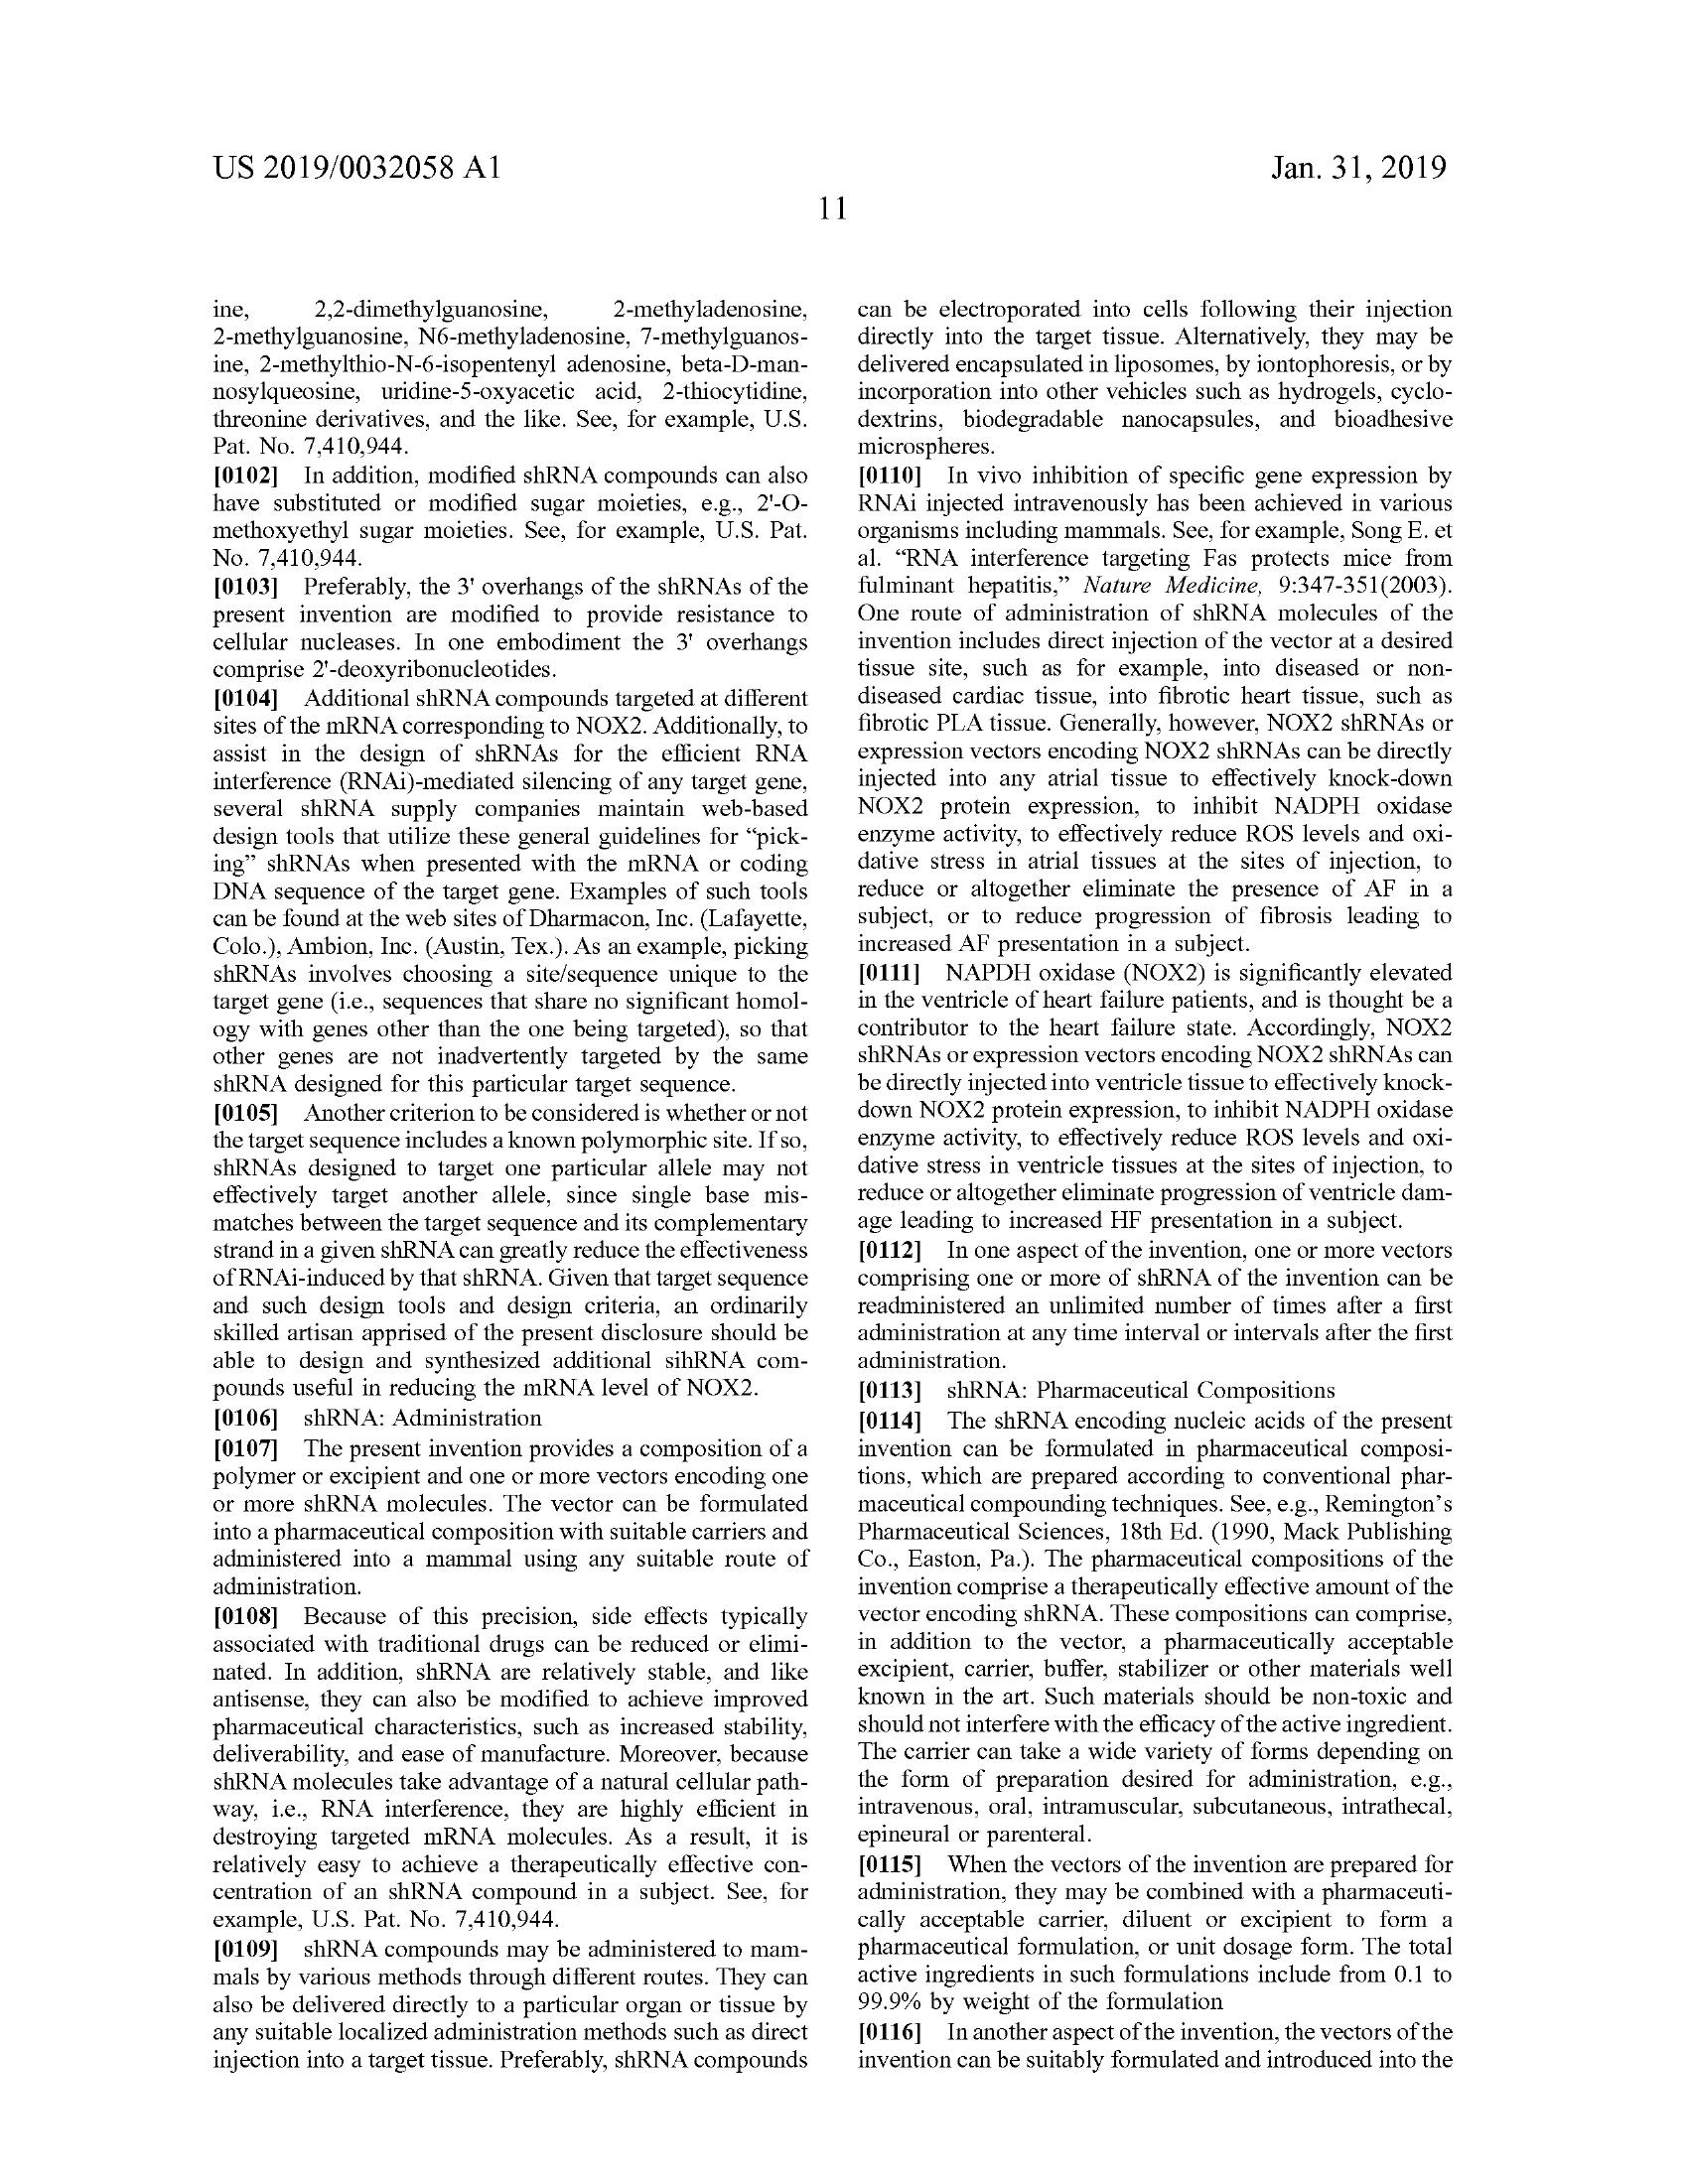 US 2019/0032058 A1
Jan. 31, 2019
11
ine, 2,2-dimethylguanosine, 2-methyladenosine,
2-methylguanosine, N6-methyladenosine, 7-methylguanos-
ine, 2-methylthio-N-6-isopentenyl adenosine, beta-D-man-
nosylqueosine, uridine-5-oxyacetic acid, 2-thiocytidine,
threonine derivatives, and the like. See, for example, U.S.
Pat. No. 7,410,944.
[0102] In addition, modified shRNA compounds can also
have substituted or modified sugar moieties, e.g., 2'-O-
methoxyethyl sugar moieties. See, for example, U.S. Pat.
No. 7,410,944.
[0103] Preferably, the 3' overhangs of the shRNAs of the
present invention are modified to provide resistance to
cellular nucleases. In one embodiment the 3' overhangs
comprise 2'-deoxyribonucleotides.
[0104] Additional shRNA compounds targeted at different
sites of the mRNA corresponding to NOX2. Additionally, to
assist in the design of shRNAs for the efficient RNA
interference (RNAi)-mediated silencing of any target gene,
several shRNA supply companies maintain web-based
design tools that utilize these general guidelines for “pick-
ing” shRNAs when presented with the mRNA or coding
DNA sequence of the target gene. Examples of such tools
can be found at the web sites of Dharmacon, Inc. (Lafayette,
Colo.), Ambion, Inc. (Austin, Tex.). As an example, picking
shRNAs involves choosing a site/sequence unique to the
target gene (i.e., sequences that share no significant homol-
ogy with genes other than the one being targeted), so that
other genes are not inadvertently targeted by the same
shRNA designed for this particular target sequence.
[0105] Another criterion to be considered is whether or not
the target sequence includes a known polymorphic site. If so,
shRNAs designed to target one particular allele may not
effectively target another allele, since single base mis-
matches between the target sequence and its complementary
strand in a given shRNA can greatly reduce the effectiveness
of RNAi-induced by that shRNA. Given that target sequence
and such design tools and design criteria, an ordinarily
skilled artisan apprised of the present disclosure should be
able to design and synthesized additional sihRNA com-
pounds useful in reducing the mRNA level of NOX2.
[0106] shRNA: Administration
[0107] The present invention provides a composition of a
polymer or excipient and one or more vectors encoding one
or more shRNA molecules. The vector can be formulated
into a pharmaceutical composition with suitable carriers and
administered into a mammal using any suitable route of
administration.
[0108] Because of this precision, side effects typically
associated with traditional drugs can be reduced or elimi-
nated. In addition, shRNA are relatively stable, and like
antisense, they can also be modified to achieve improved
pharmaceutical characteristics, such as increased stability,
deliverability, and ease of manufacture. Moreover, because
shRNA molecules take advantage of a natural cellular path-
way, i.e., RNA interference, they are highly efficient in
destroying targeted mRNA molecules. As a result, it is
relatively easy to achieve a therapeutically effective con-
centration of an shRNA compound in a subject. See, for
example, U.S. Pat. No. 7,410,944.
[0109] shRNA compounds may be administered to mam-
mals by various methods through different routes. They can
also be delivered directly to a particular organ or tissue by
any suitable localized administration methods such as direct
injection into a target tissue. Preferably, shRNA compounds
can be electroporated into cells following their injection
directly into the target tissue. Alternatively, they may be
delivered encapsulated in liposomes, by iontophoresis, or by
incorporation into other vehicles such as hydrogels, cyclo-
dextrins, biodegradable nanocapsules, and bioadhesive
microspheres.
[0110] In vivo inhibition of specific gene expression by
RNAi injected intravenously has been achieved in various
organisms including mammals. See, for example, Song E. et
al. “RNA interference targeting Fas protects mice from
fulminant hepatitis,” Nature Medicine, 9:347-351(2003).
One route of administration of shRNA molecules of the
invention includes direct injection of the vector at a desired
tissue site, such as for example, into diseased or non-
diseased cardiac tissue, into fibrotic heart tissue, such as
fibrotic PLA tissue. Generally, however, NOX2 shRNAs or
expression vectors encoding NOX2 shRNAs can be directly
injected into any atrial tissue to effectively knock-down
NOX2 protein expression, to inhibit NADPH oxidase
enzyme activity, to effectively reduce ROS levels and oxi-
dative stress in atrial tissues at the sites of injection, to
reduce or altogether eliminate the presence of AF in a
subject, or to reduce progression of fibrosis leading to
increased AF presentation in a subject.
[0111] NAPDH oxidase (NOX2) is significantly elevated
in the ventricle of heart failure patients, and is thought be a
contributor to the heart failure state. Accordingly, NOX2
shRNAs or expression vectors encoding NOX2 shRNAs can
be directly injected into ventricle tissue to effectively knock-
down NOX2 protein expression, to inhibit NADPH oxidase
enzyme activity, to effectively reduce ROS levels and oxi-
dative stress in ventricle tissues at the sites of injection, to
reduce or altogether eliminate progression of ventricle dam-
age leading to increased HF presentation in a subject.
[0112] In one aspect of the invention, one or more vectors
comprising one or more of shRNA of the invention can be
readministered an unlimited number of times after a first
administration at any time interval or intervals after the first
administration.
[0113] shRNA: Pharmaceutical Compositions
[0114] The shRNA encoding nucleic acids of the present
invention can be formulated in pharmaceutical composi-
tions, which are prepared according to conventional phar-
maceutical compounding techniques. See, e.g., Remington’s
Pharmaceutical Sciences, 18th Ed. (1990, Mack Publishing
Co., Easton, Pa.). The pharmaceutical compositions of the
invention comprise a therapeutically effective amount of the
vector encoding shRNA. These compositions can comprise,
in addition to the vector, a pharmaceutically acceptable
excipient, carrier, buffer, stabilizer or other materials well
known in the art. Such materials should be non-toxic and
should not interfere with the efficacy of the active ingredient.
The carrier can take a wide variety of forms depending on
the form of preparation desired for administration, e.g.,
intravenous, oral, intramuscular, subcutaneous, intrathecal,
epineural or parenteral.
[0115] When the vectors of the invention are prepared for
administration, they may be combined with a pharmaceuti-
cally acceptable carrier, diluent or excipient to form a
pharmaceutical formulation, or unit dosage form. The total
active ingredients in such formulations include from 0.1 to
99.9% by weight of the formulation
[0116] In another aspect of the invention, the vectors of the
invention can be suitably formulated and introduced into the